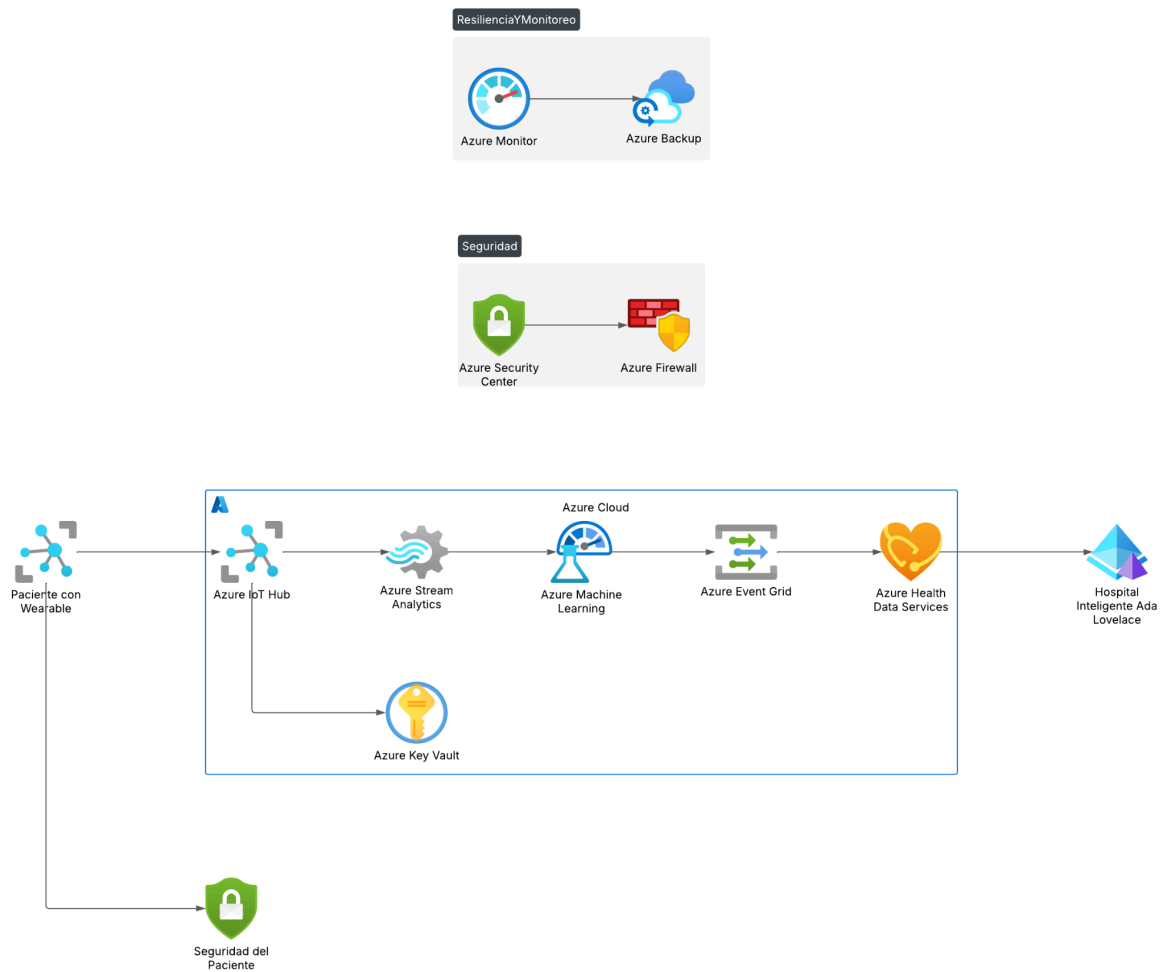 ResilienciaYMonitoreo
Azure Monitor
Azure Backup
Seguridad
Azure Security
Center
Azure Firewall
Azure Cloud
Paciente con
Wearable
Azure IoT Hub
Azure Stream
Analytics
Azure Machine
Learning
Azure Event Grid
Azure Health
Data Services
Hospital
Inteligente Ada
Lovelace
Azure Key Vault
Seguridad del
Paciente